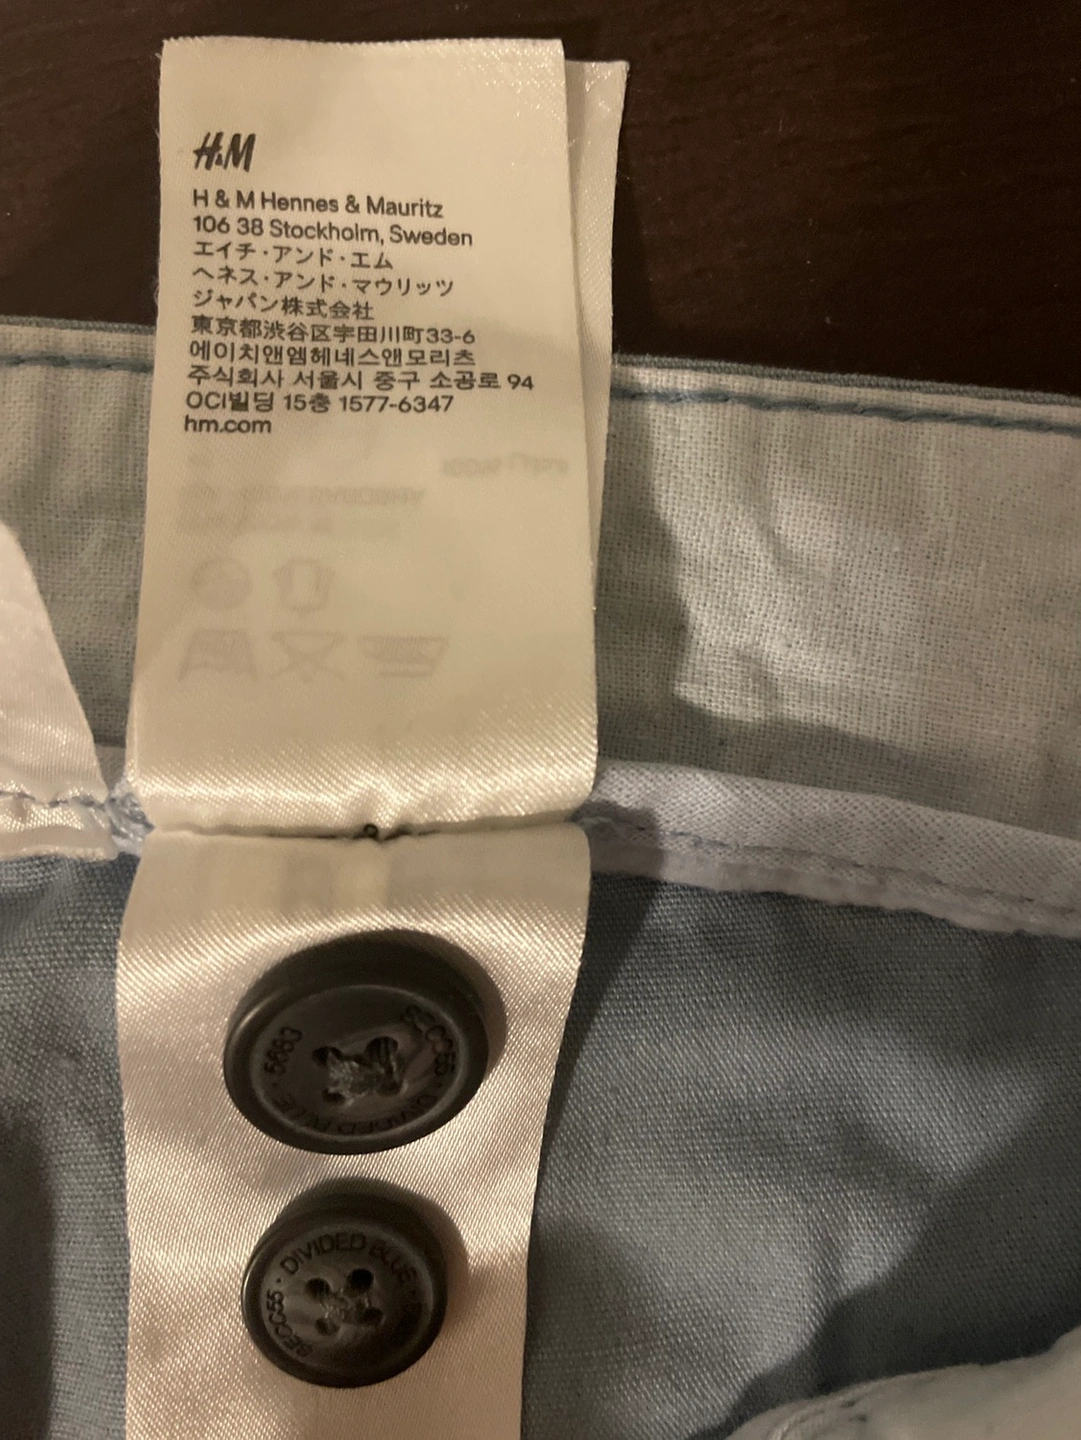 H&M
H & M Hennes & Mauritz
106 38 Stockholm, Sweden
エイチ・アンド・エム
ヘネス・アンド・マウリッツ
ジャパン株式会社
東京都渋谷区宇田川町33-6
에이치앤엠헤네스앤모리츠
주식회사 서울시 중구 소공로 94
OCI빌딩 15층 1577-6347
hm.com
5683 · DIVIDED BLUE ·
· DIVIDED BLUE ·